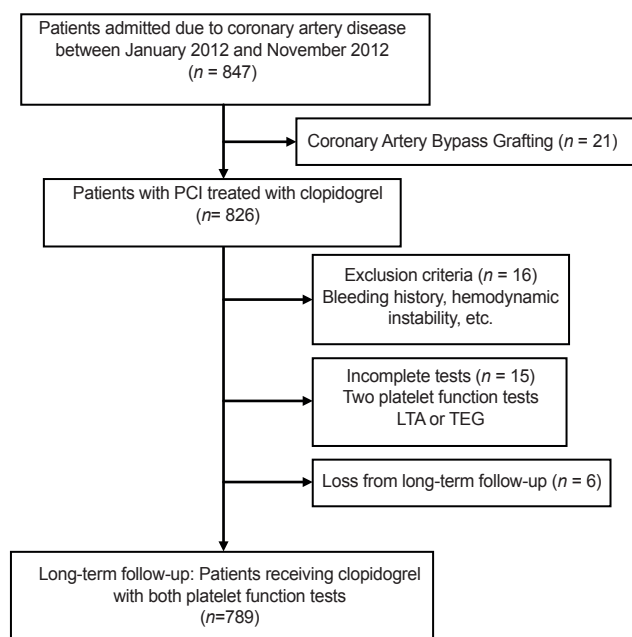 Patients admitted due to coronary artery disease
between January 2012 and November 2012
(n = 847)
Coronary Artery Bypass Grafting (n = 21)
Patients with PCI treated with clopidogrel
(n= 826)
Exclusion criteria (n = 16)
Bleeding history, hemodynamic
instability, etc.
Incomplete tests (n = 15)
Two platelet function tests
LTA or TEG
Loss from long-term follow-up (n = 6)
Long-term follow-up: Patients receiving clopidogrel
with both platelet function tests
(n=789)